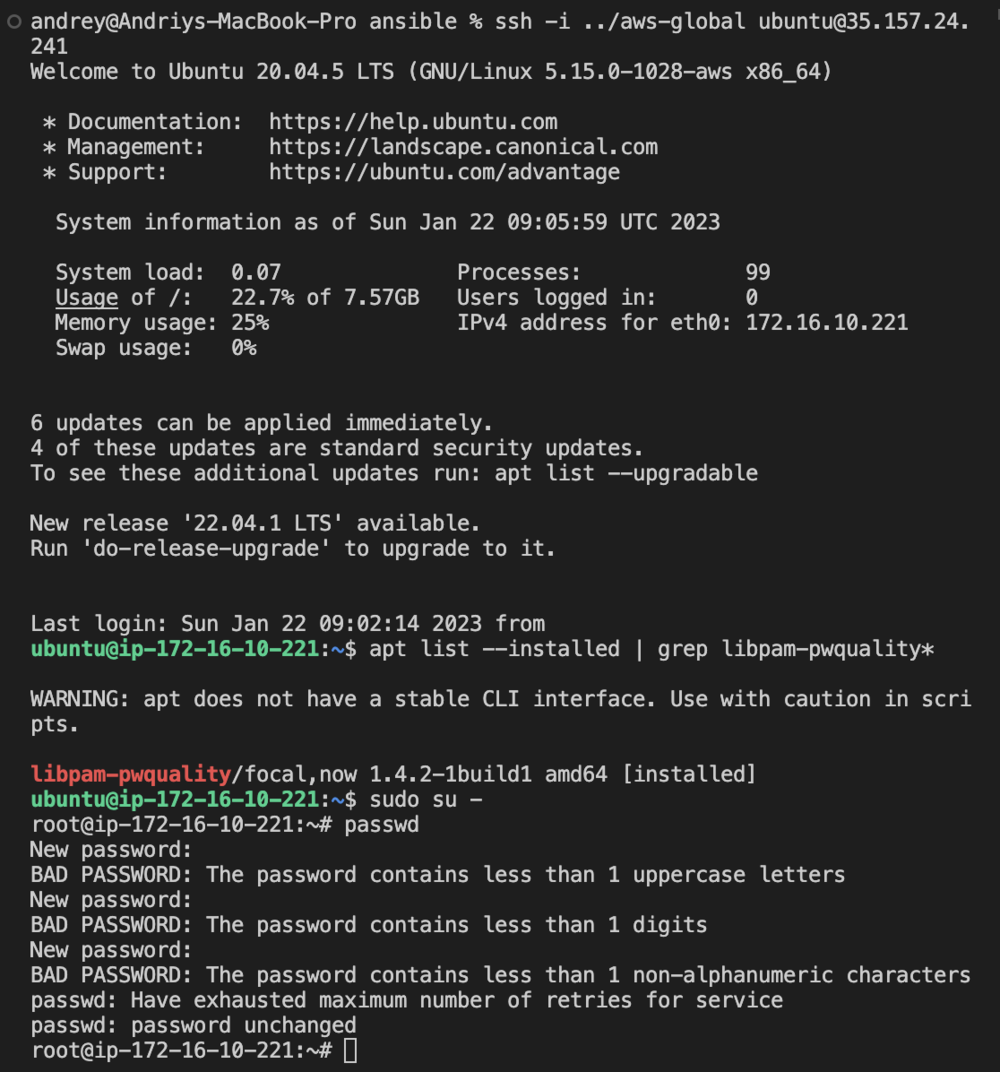 andrey@Andriys-MacBook-Pro ansible % ssh -i ../aws-global ubuntu@35.157.24.
241
Welcome to Ubuntu 20.04.5 LTS (GNU/Linux 5.15.0-1028-aws x86_64)
* Documentation:  https://help.ubuntu.com
* Management:     https://landscape.canonical.com
* Support:        https://ubuntu.com/advantage
System information as of Sun Jan 22 09:05:59 UTC 2023
System load:  0.07              Processes:             99
Usage of /:   22.7% of 7.57GB   Users logged in:       0
Memory usage: 25%               IPv4 address for eth0: 172.16.10.221
Swap usage:   0%
6 updates can be applied immediately.
4 of these updates are standard security updates.
To see these additional updates run: apt list --upgradable
New release '22.04.1 LTS' available.
Run 'do-release-upgrade' to upgrade to it.
Last login: Sun Jan 22 09:02:14 2023 from
ubuntu@ip-172-16-10-221:~$ apt list --installed | grep libpam-pwquality*
WARNING: apt does not have a stable CLI interface. Use with caution in scri
pts.
libpam-pwquality/focal,now 1.4.2-1build1 amd64 [installed]
ubuntu@ip-172-16-10-221:~$ sudo su -
root@ip-172-16-10-221:~# passwd
New password:
BAD PASSWORD: The password contains less than 1 uppercase letters
New password:
BAD PASSWORD: The password contains less than 1 digits
New password:
BAD PASSWORD: The password contains less than 1 non-alphanumeric characters
passwd: Have exhausted maximum number of retries for service
passwd: password unchanged
root@ip-172-16-10-221:~#